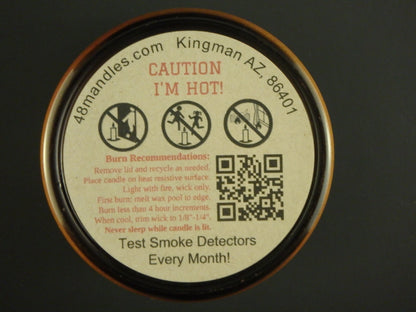 48mandles.com Kingman AZ, 86401
CAUTION
I'M HOT!
Burn Recommendations:
Remove lid and recycle as needed.
Place candle on heat resistive surface.
Light with fire, wick only.
First burn: melt wax pool to edge.
Burn less than 4 hour increments.
When cool, trim wick to 1/8"-1/4".
Never sleep while candle is lit.
Test Smoke Detectors
Every Month!